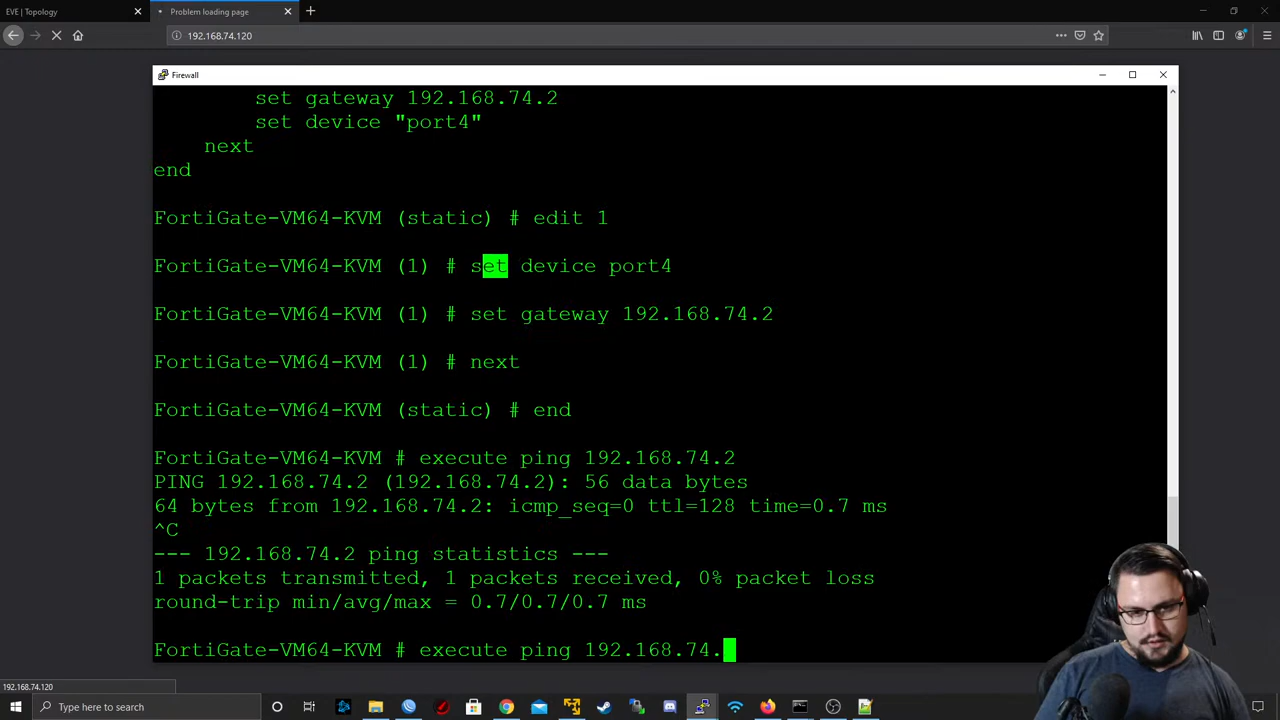 EVE | Topology
Problem loading page
192.168.74.120
Firewall
set gateway 192.168.74.2
set device "port4"
next
end
FortiGate-VM64-KVM (static) # edit 1
FortiGate-VM64-KVM (1) # set device port4
FortiGate-VM64-KVM (1) # set gateway 192.168.74.2
FortiGate-VM64-KVM (1) # next
FortiGate-VM64-KVM (static) # end
FortiGate-VM64-KVM # execute ping 192.168.74.2
PING 192.168.74.2 (192.168.74.2): 56 data bytes
64 bytes from 192.168.74.2: icmp_seq=0 ttl=128 time=0.7 ms
^C
--- 192.168.74.2 ping statistics ---
1 packets transmitted, 1 packets received, 0% packet loss
round-trip min/avg/max = 0.7/0.7/0.7 ms
FortiGate-VM64-KVM # execute ping 192.168.74.
192.168.74.120
Type here to search